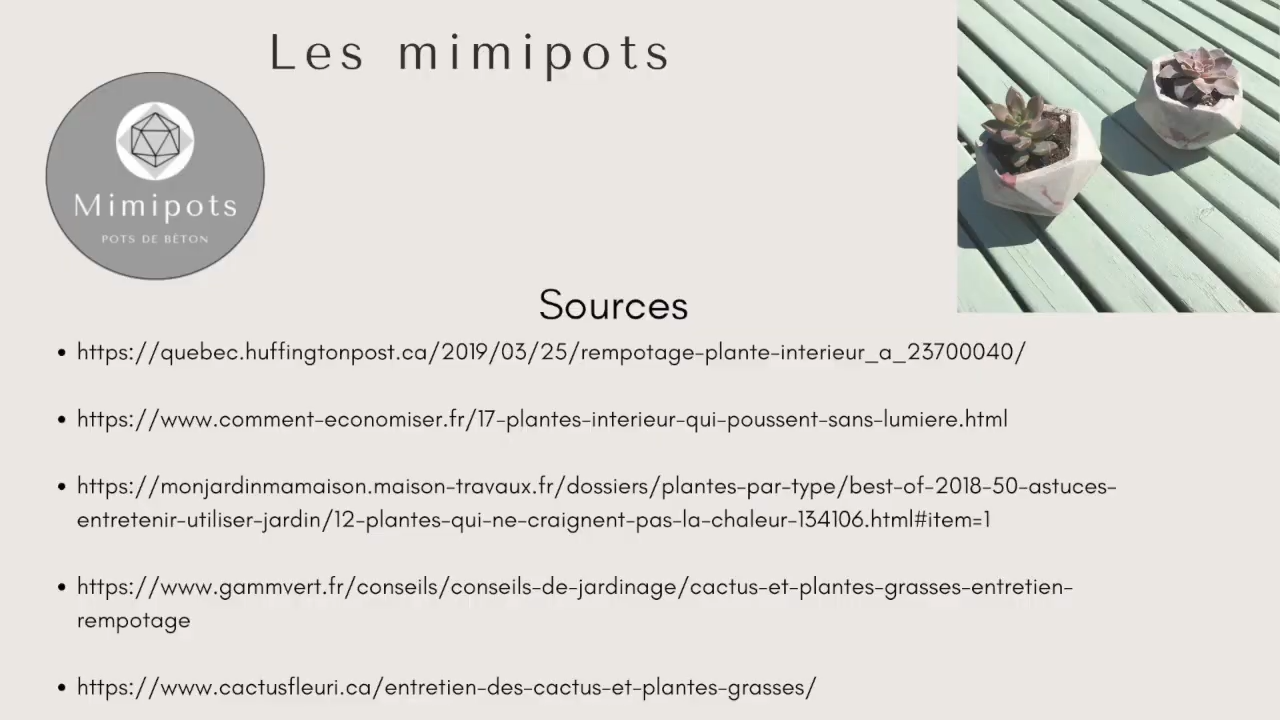 Les mimipots
Mimipots
POTS DE BÉTON
Sources
• https://quebec.huffingtonpost.ca/2019/03/25/rempotage-plante-interieur_a_23700040/
• https://www.comment-economiser.fr/17-plantes-interieur-qui-poussent-sans-lumiere.html
• https://monjardinmamaison.maison-travaux.fr/dossiers/plantes-par-type/best-of-2018-50-astuces-
entretenir-utiliser-jardin/12-plantes-qui-ne-craignent-pas-la-chaleur-134106.html#item=1
• https://www.gammvert.fr/conseils/conseils-de-jardinage/cactus-et-plantes-grasses-entretien-
rempotage
• https://www.cactusfleuri.ca/entretien-des-cactus-et-plantes-grasses/